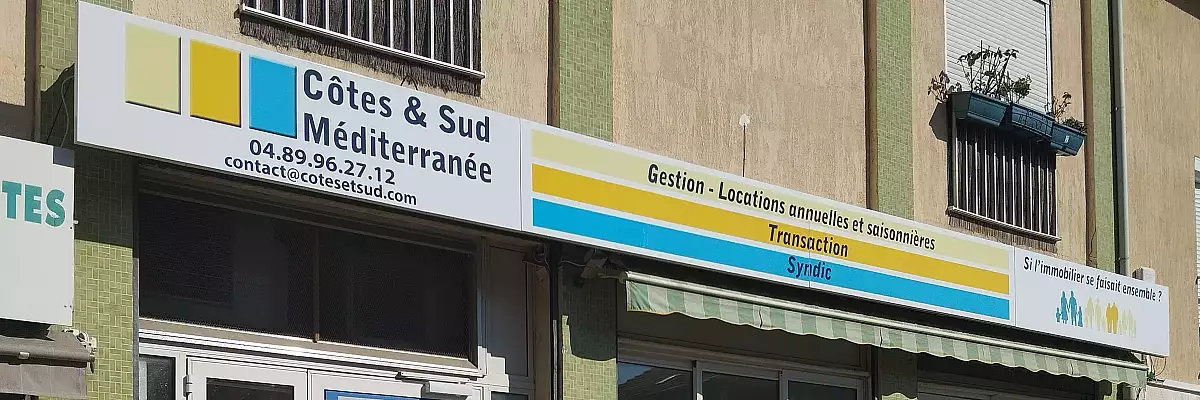 TES
Côtes & Sud
Méditerranée
04.89.96.27.12
contact@cotesetsud.com
Gestion - Locations annuelles et saisonnières
Transaction
Syndic
Si l'immobilier se faisait ensemble ?